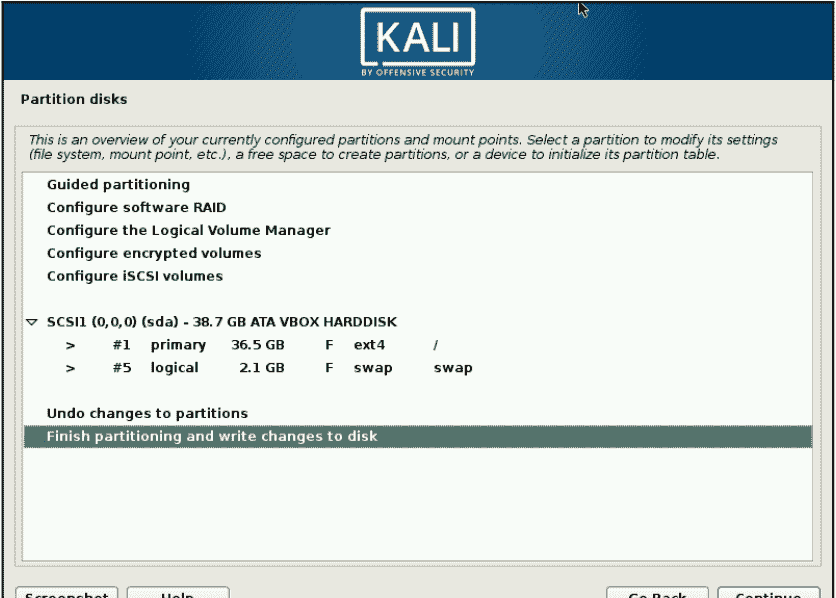 KALI
BY OFFENSIVE SECURITY
Partition disks
This is an overview of your currently configured partitions and mount points. Select a partition to modify its settings
(file system, mount point, etc.), a free space to create partitions, or a device to initialize its partition table.
Guided partitioning
Configure software RAID
Configure the Logical Volume Manager
Configure encrypted volumes
Configure iSCSI volumes
SCSI1 (0,0,0) (sda) - 38.7 GB ATA VBOX HARDDISK
> #1 primary 36.5 GB F ext4 /
> #5 logical 2.1 GB F swap swap
Undo changes to partitions
Finish partitioning and write changes to disk
Screenshot Help Go Back Continue